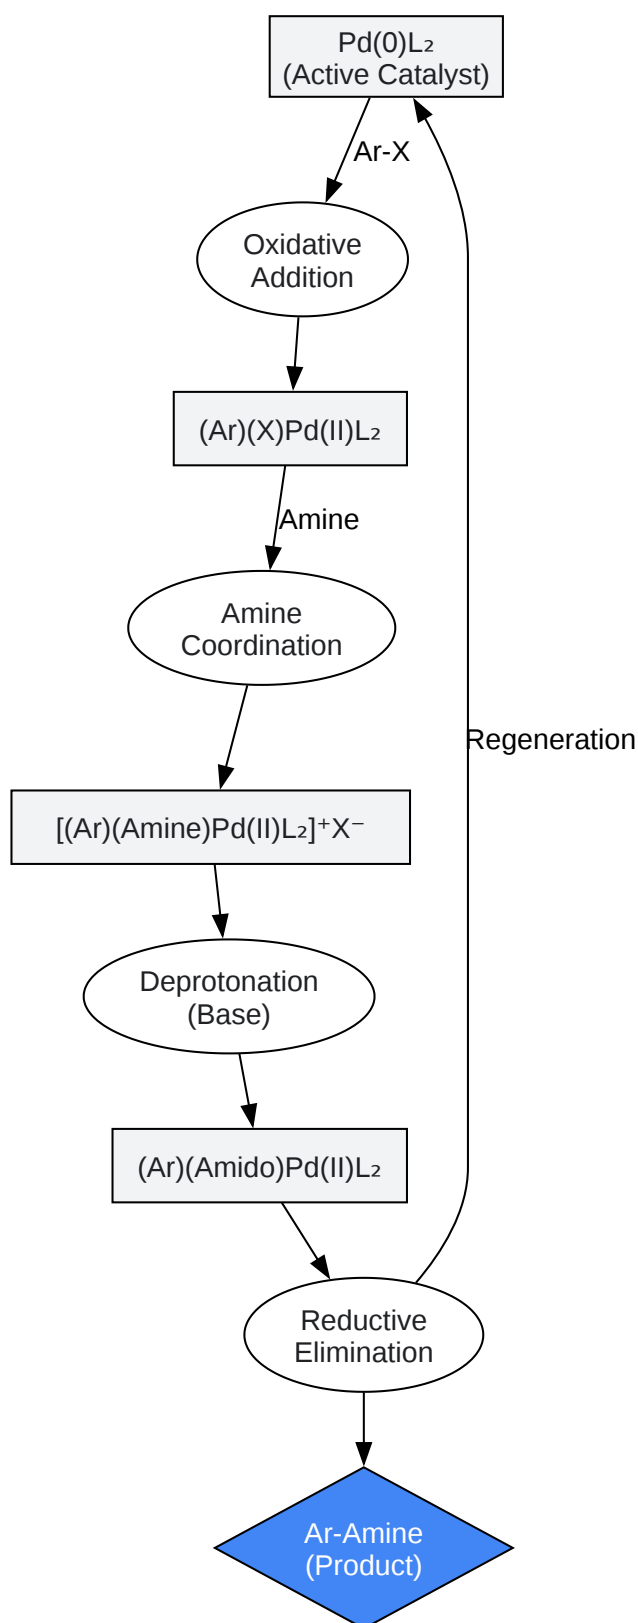 Pd(0)L₂
(Active Catalyst)
Ar-X
Oxidative
Addition
(Ar)(X)Pd(II)L₂
Amine
Amine
Coordination
Regeneration
[(Ar)(Amine)Pd(II)L₂]⁺X⁻
Deprotonation
(Base)
(Ar)(Amido)Pd(II)L₂
Reductive
Elimination
Ar-Amine
(Product)